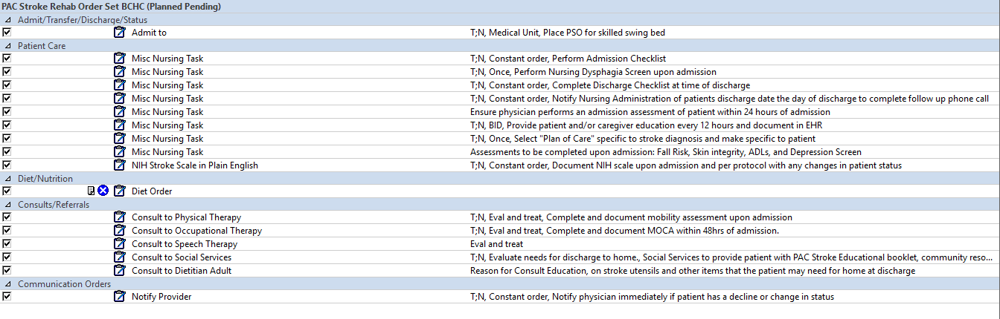 PAC Stroke Rehab Order Set BCHC (Planned Pending)
Admit/Transfer/Discharge/Status
Admit to T;N, Medical Unit, Place PSO for skilled swing bed
Patient Care
Misc Nursing Task T;N, Constant order, Perform Admission Checklist
Misc Nursing Task T;N, Once, Perform Nursing Dysphagia Screen upon admission
Misc Nursing Task T;N, Constant order, Complete Discharge Checklist at time of discharge
Misc Nursing Task T;N, Constant order, Notify Nursing Administration of patients discharge date the day of discharge to complete follow up phone call
Misc Nursing Task Ensure physician performs an admission assessment of patient within 24 hours of admission
Misc Nursing Task T;N, BID, Provide patient and/or caregiver education every 12 hours and document in EHR
Misc Nursing Task T;N, Once, Select "Plan of Care" specific to stroke diagnosis and make specific to patient
Misc Nursing Task Assessments to be completed upon admission: Fall Risk, Skin integrity, ADLs, and Depression Screen
NIH Stroke Scale in Plain English T;N, Constant order, Document NIH scale upon admission and per protocol with any changes in patient status
Diet/Nutrition
Diet Order
Consults/Referrals
Consult to Physical Therapy T;N, Eval and treat, Complete and document mobility assessment upon admission
Consult to Occupational Therapy T;N, Eval and treat, Complete and document MOCA within 48hrs of admission.
Consult to Speech Therapy Eval and treat
Consult to Social Services T;N, Evaluate needs for discharge to home., Social Services to provide patient with PAC Stroke Educational booklet, community reso...
Consult to Dietitian Adult Reason for Consult Education, on stroke utensils and other items that the patient may need for home at discharge
Communication Orders
Notify Provider T;N, Constant order, Notify physician immediately if patient has a decline or change in status